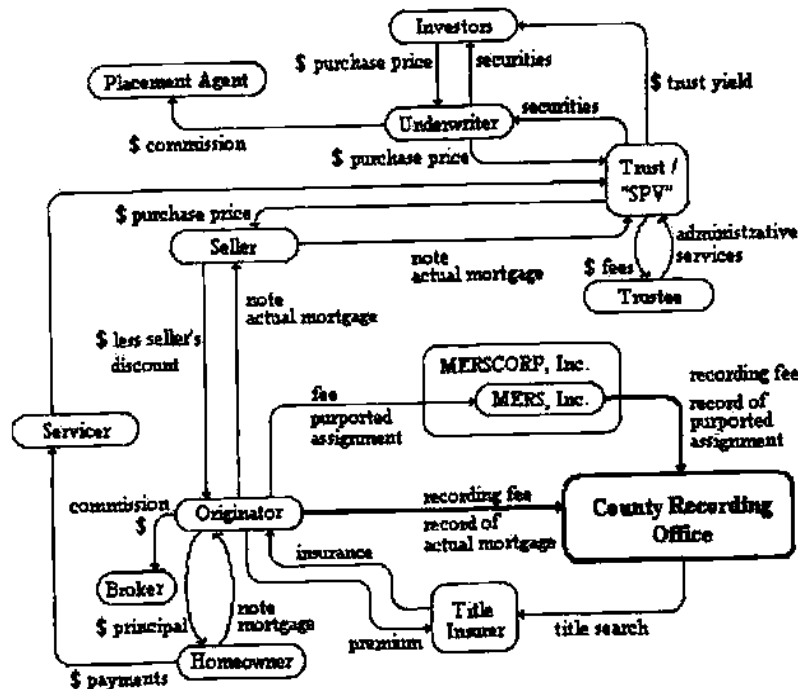 Investors
$ purchase price
securities
$ trust yield
Placement Agent
securities
Underwriter
$ commission
$ purchase price
Trust /
"SPV"
$ purchase price
Seller
administrative
services
note
actual mortgage
$ fees
Trustee
note
actual mortgage
$ less seller's
discount
MERSCORP, Inc.
recording fee
fee
MERS, Inc.
record of
purported
assignment
purported
assignment
Servicer
commission
$
Originator
recording fee
record of
actual mortgage
County Recording
Office
insurance
Broker
note
mortgage
$ principal
Title
Insurer
title search
premium
Homeowner
$ payments